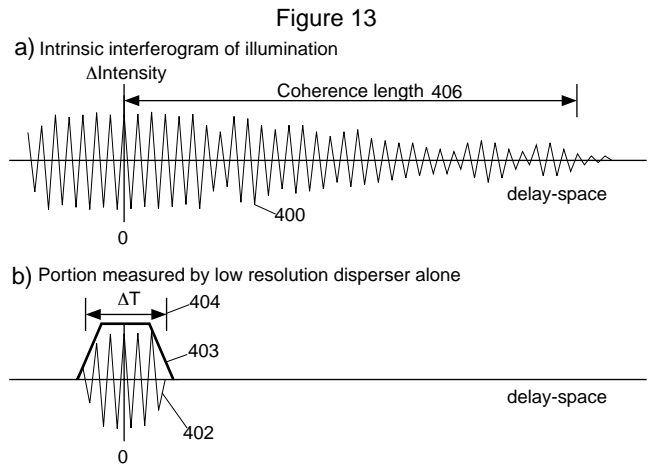 Figure 13
a) Intrinsic interferogram of illumination
ΔIntensity
Coherence length 406
delay-space
400
0
b) Portion measured by low resolution disperser alone
ΔT
404
403
delay-space
402
0